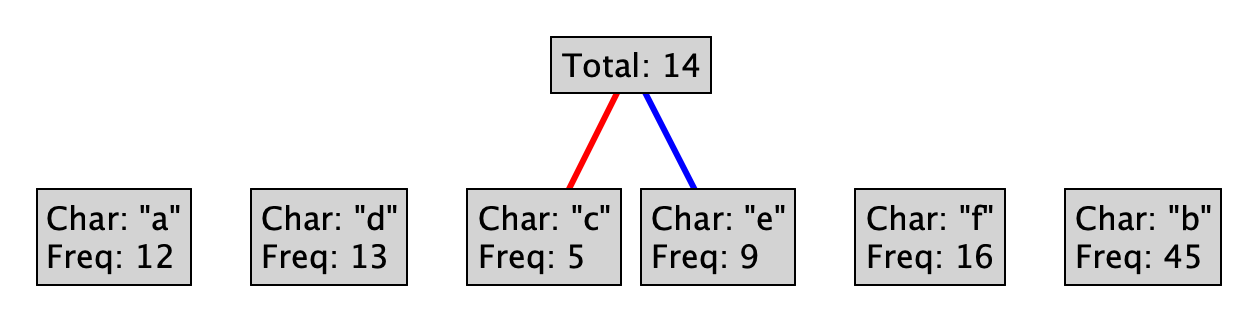 Total: 14
Char: "a"
Freq: 12
Char: "d"
Freq: 13
Char: "c"
Freq: 5
Char: "e"
Freq: 9
Char: "f"
Freq: 16
Char: "b"
Freq: 45